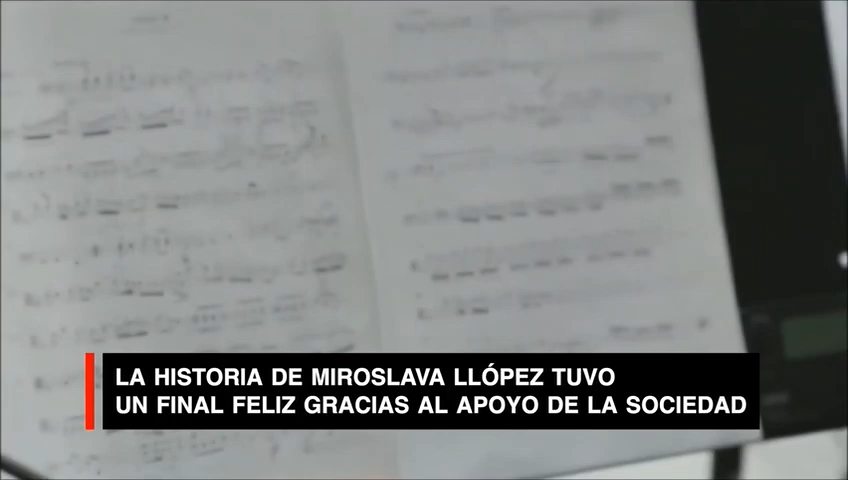 LA HISTORIA DE MIROSLAVA LLÓPEZ TUVO
UN FINAL FELIZ GRACIAS AL APOYO DE LA SOCIEDAD